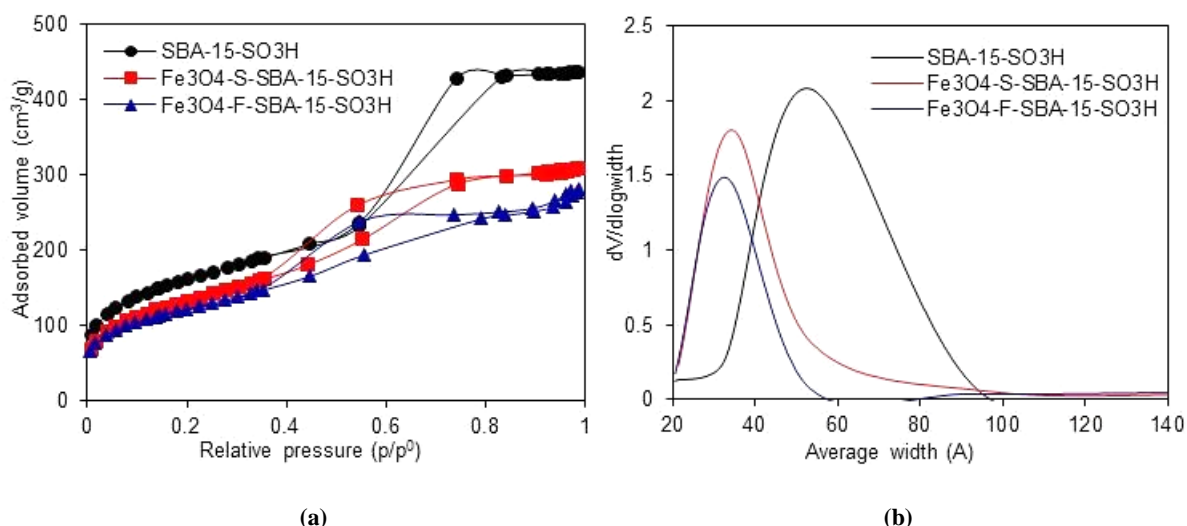 500
400
300
200
100
0
Adsorbed volume (cm³/g)
SBA-15-SO3H
Fe3O4-S-SBA-15-SO3H
Fe3O4-F-SBA-15-SO3H
0 0.2 0.4 0.6 0.8 1
Relative pressure (p/p⁰)
(a)
2.5
2
1.5
1
0.5
0
dV/dlogwidth
SBA-15-SO3H
Fe3O4-S-SBA-15-SO3H
Fe3O4-F-SBA-15-SO3H
20 40 60 80 100 120 140
Average width (A)
(b)